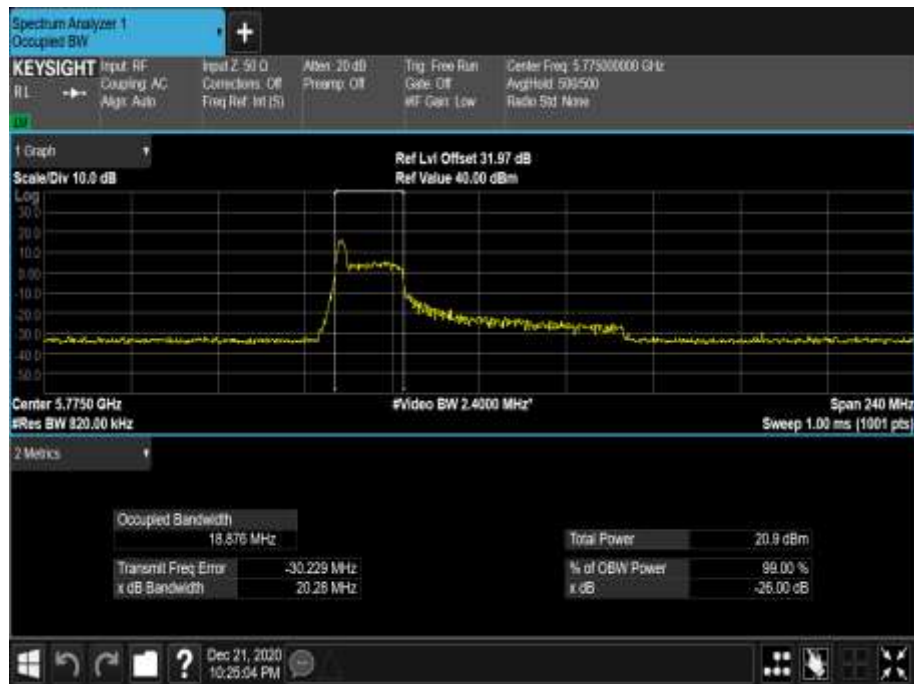 Spectrum Analyzer 1
Occupied BW
+
KEYSIGHT Input: RF Input Z: 50 Ω Atten: 20 dB Trig: Free Run Center Freq: 5.775000000 GHz
RL Coupling: AC Corrections: Off Preamp: Off Gate: Off Avg|Hold: 500/500
Align: Auto Freq Ref: Int (S) #IF Gain: Low Radio Std: None
1 Graph
Ref Lvl Offset 31.97 dB
Scale/Div 10.0 dB Ref Value 40.00 dBm
Log
30.0
20.0
10.0
0.00
-10.0
-20.0
-30.0
-40.0
-50.0
Center 5.7750 GHz #Video BW 2.4000 MHz* Span 240 MHz
#Res BW 820.00 kHz Sweep 1.00 ms (1001 pts)
2 Metrics
Occupied Bandwidth
18.876 MHz Total Power 20.9 dBm
Transmit Freq Error -30.229 MHz % of OBW Power 99.00 %
x dB Bandwidth 20.28 MHz x dB -26.00 dB
? Dec 21, 2020
10:25:04 PM